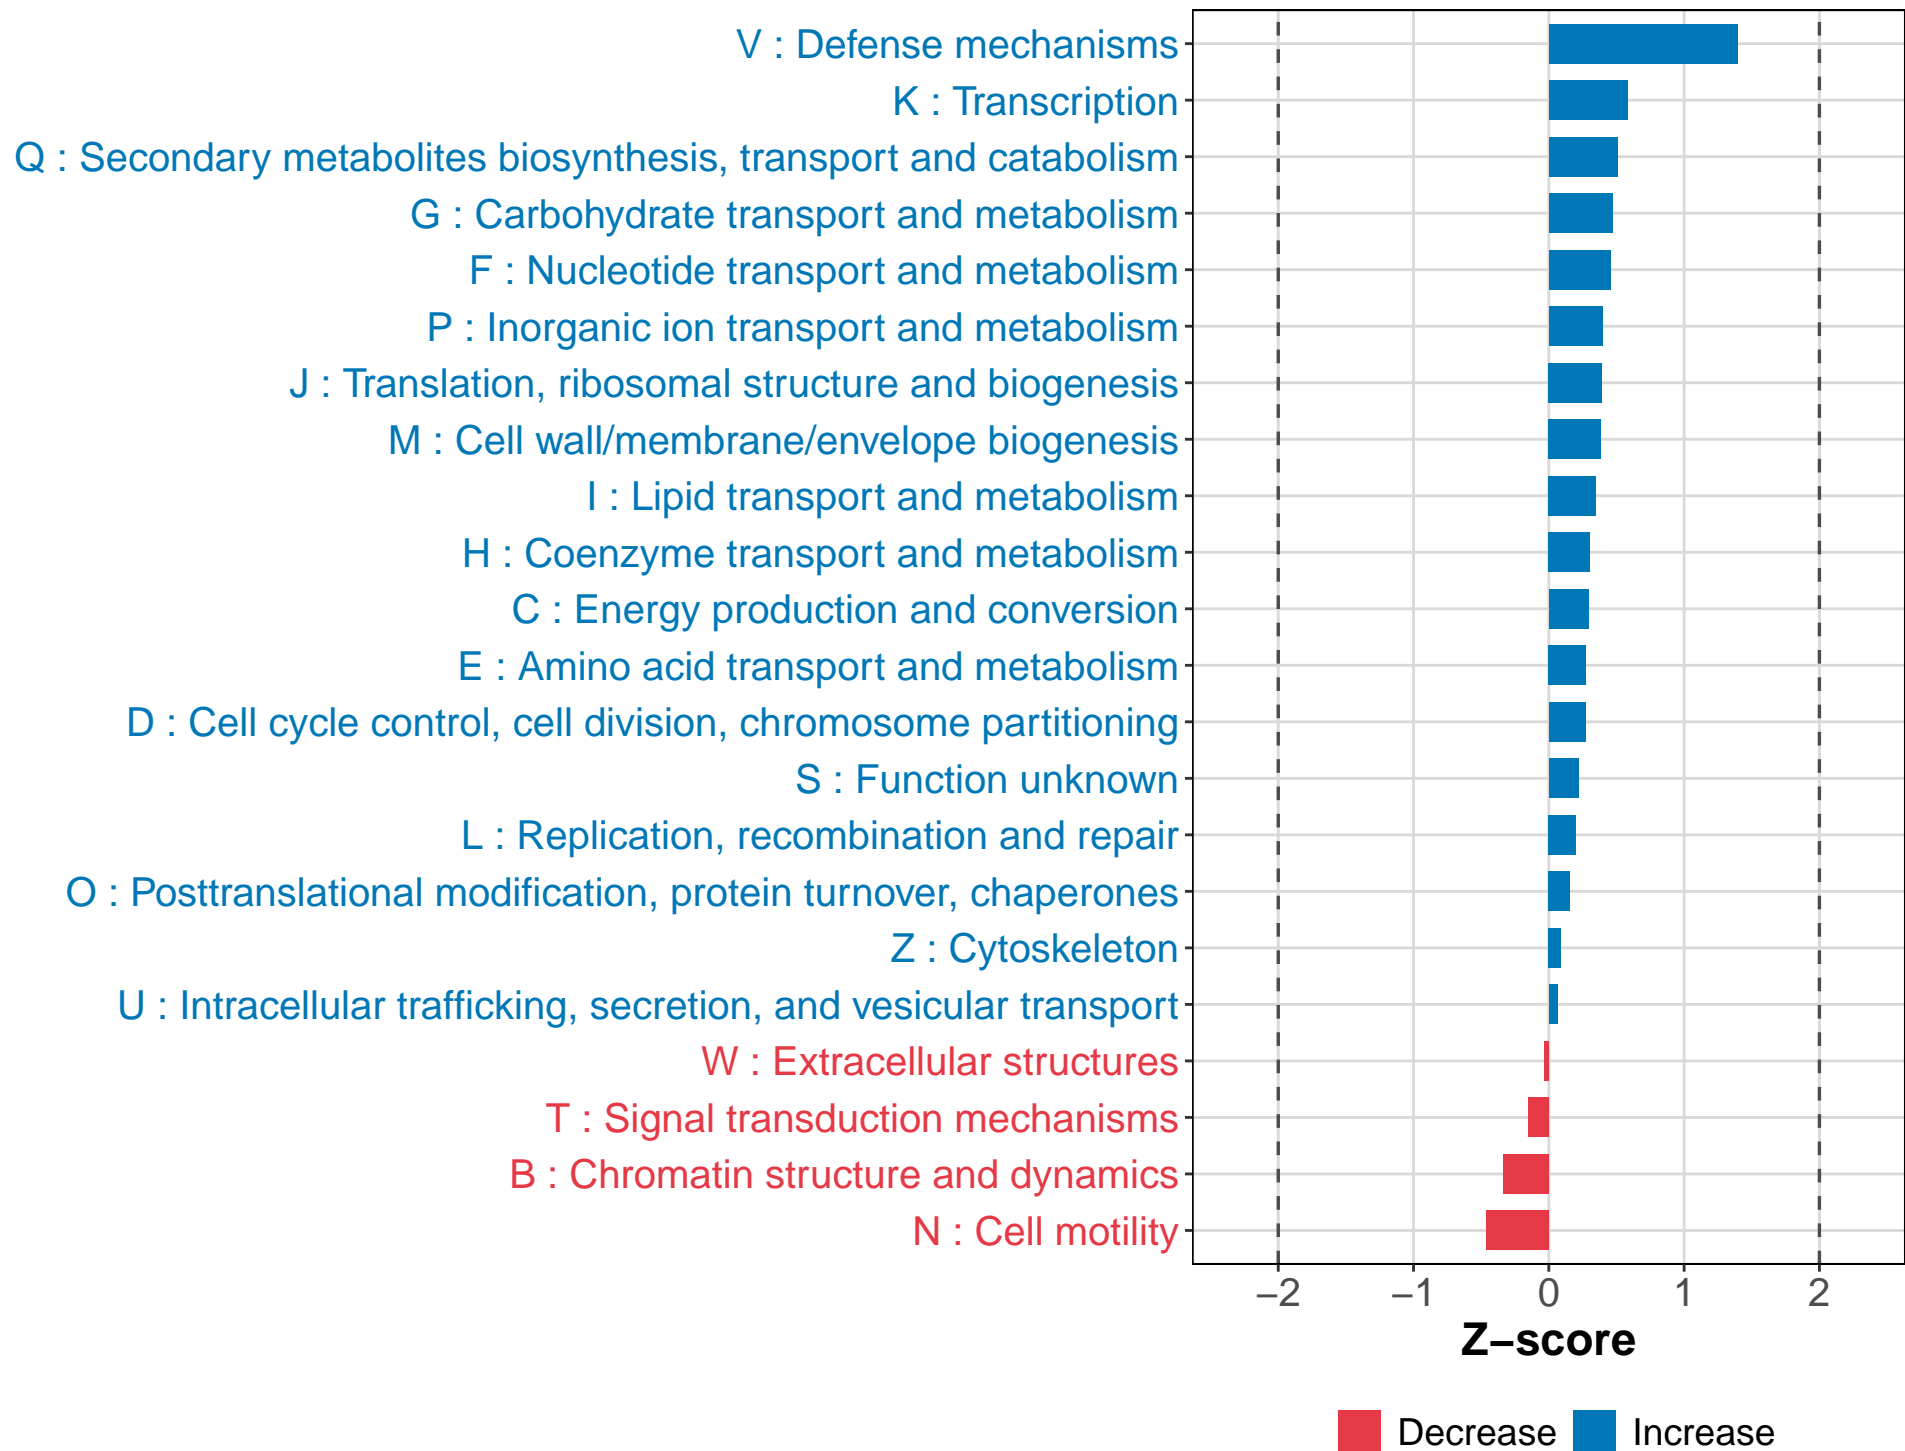 V : Defense mechanisms
K : Transcription
Q : Secondary metabolites biosynthesis, transport and catabolism
G : Carbohydrate transport and metabolism
F : Nucleotide transport and metabolism
P : Inorganic ion transport and metabolism
J : Translation, ribosomal structure and biogenesis
M : Cell wall/membrane/envelope biogenesis
I : Lipid transport and metabolism
H : Coenzyme transport and metabolism
C : Energy production and conversion
E : Amino acid transport and metabolism
D : Cell cycle control, cell division, chromosome partitioning
S : Function unknown
L : Replication, recombination and repair
O : Posttranslational modification, protein turnover, chaperones
Z : Cytoskeleton
U : Intracellular trafficking, secretion, and vesicular transport
W : Extracellular structures
T : Signal transduction mechanisms
B : Chromatin structure and dynamics
N : Cell motility
−2 −1 0 1 2
Z−score
Decrease Increase